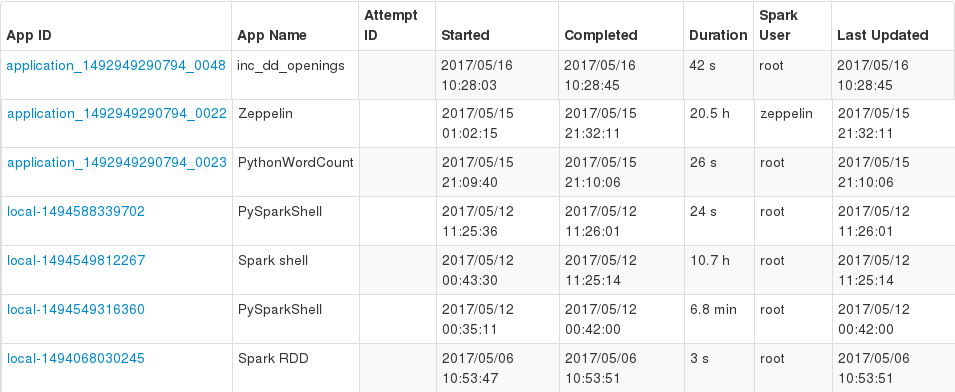 App ID App Name Attempt ID Started Completed Duration Spark User Last Updated
application_1492949290794_0048 inc_dd_openings 2017/05/16 10:28:03 2017/05/16 10:28:45 42 s root 2017/05/16 10:28:45
application_1492949290794_0022 Zeppelin 2017/05/15 01:02:15 2017/05/15 21:32:11 20.5 h zeppelin 2017/05/15 21:32:11
application_1492949290794_0023 PythonWordCount 2017/05/15 21:09:40 2017/05/15 21:10:06 26 s root 2017/05/15 21:10:06
local-1494588339702 PySparkShell 2017/05/12 11:25:36 2017/05/12 11:26:01 24 s root 2017/05/12 11:26:01
local-1494549812267 Spark shell 2017/05/12 00:43:30 2017/05/12 11:25:14 10.7 h root 2017/05/12 11:25:14
local-1494549316360 PySparkShell 2017/05/12 00:35:11 2017/05/12 00:42:00 6.8 min root 2017/05/12 00:42:00
local-1494068030245 Spark RDD 2017/05/06 10:53:47 2017/05/06 10:53:51 3 s root 2017/05/06 10:53:51